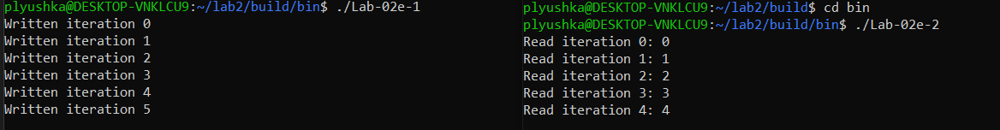 plyushka@DESKTOP-VNKLCU9:~/lab2/build/bin$ ./Lab-02e-1
Written iteration 0
Written iteration 1
Written iteration 2
Written iteration 3
Written iteration 4
Written iteration 5
plyushka@DESKTOP-VNKLCU9:~/lab2/build$ cd bin
plyushka@DESKTOP-VNKLCU9:~/lab2/build/bin$ ./Lab-02e-2
Read iteration 0: 0
Read iteration 1: 1
Read iteration 2: 2
Read iteration 3: 3
Read iteration 4: 4